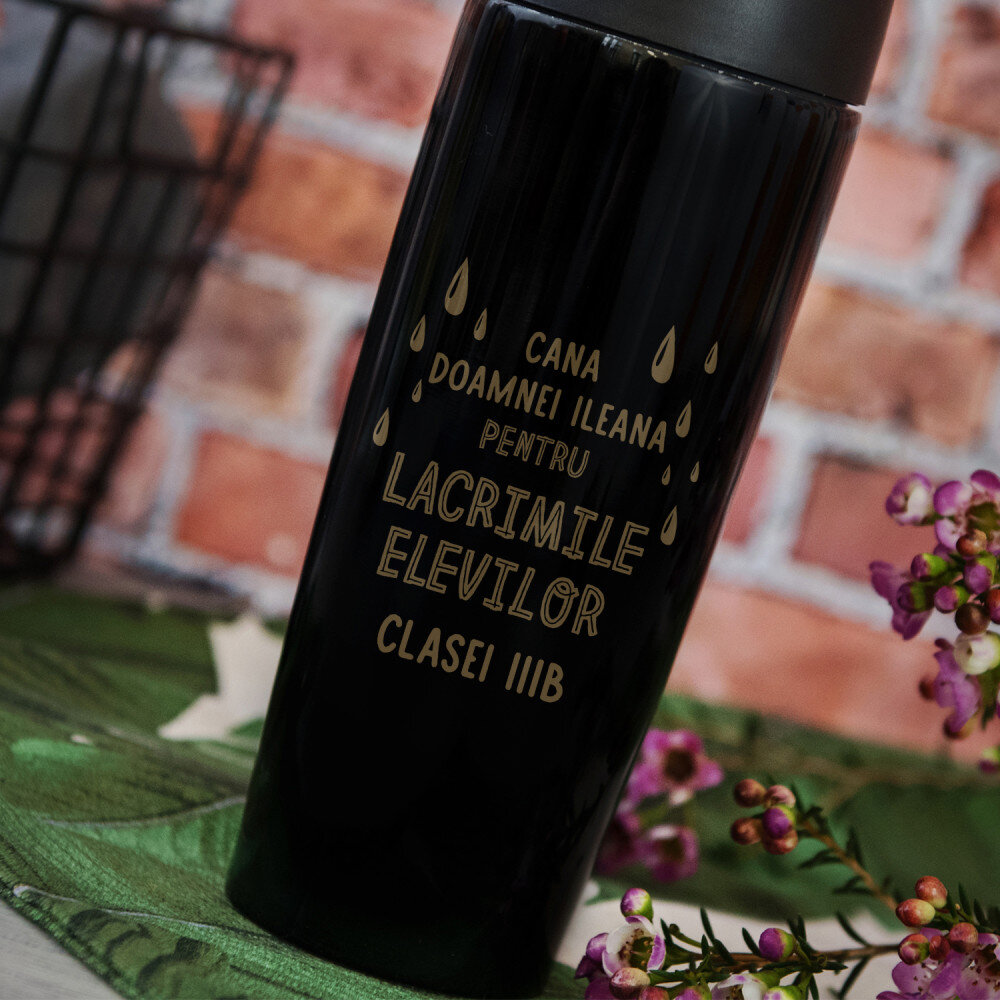 CANA
DOAMNEI ILEANA
PENTRU
LACRIMILE
ELEVILOR
CLASEI IIIB